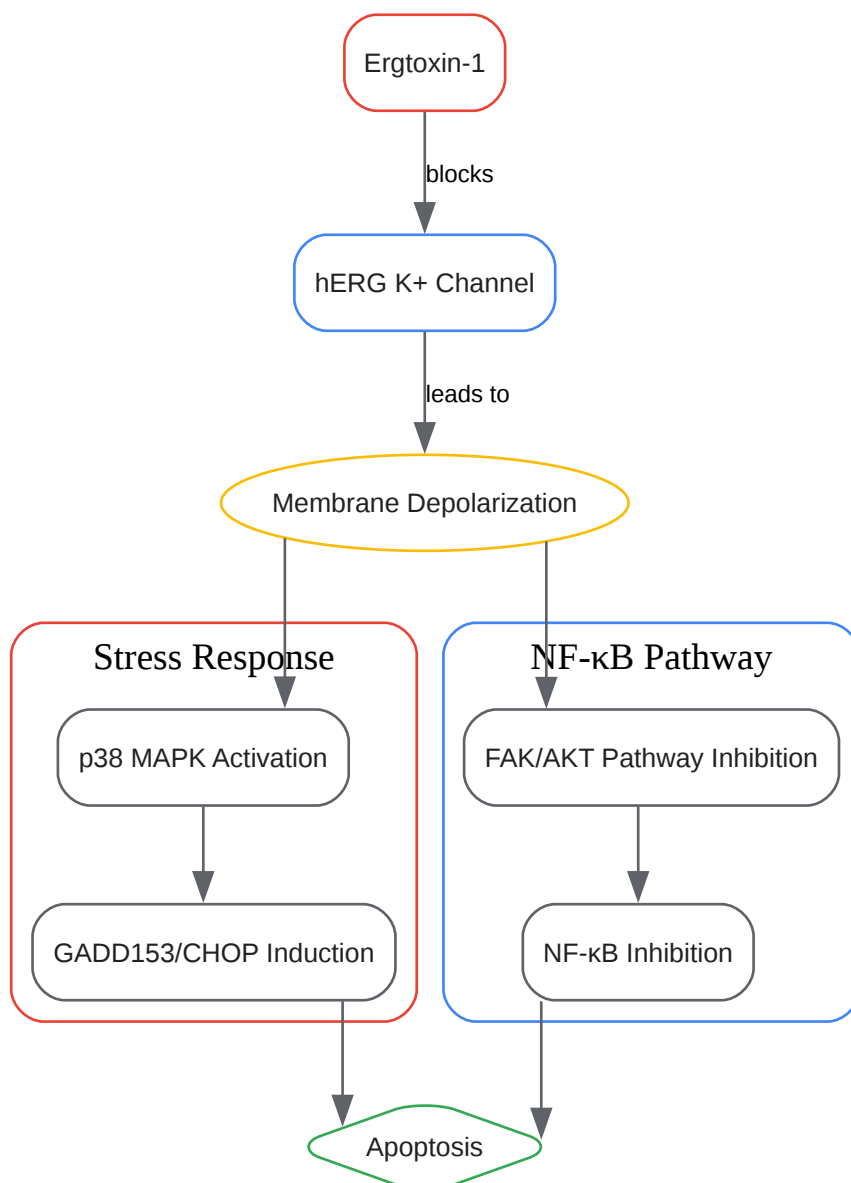 Ergtoxin-1
blocks
hERG K+ Channel
leads to
Membrane Depolarization
Stress Response
NF-κB Pathway
p38 MAPK Activation
FAK/AKT Pathway Inhibition
GADD153/CHOP Induction
NF-κB Inhibition
Apoptosis